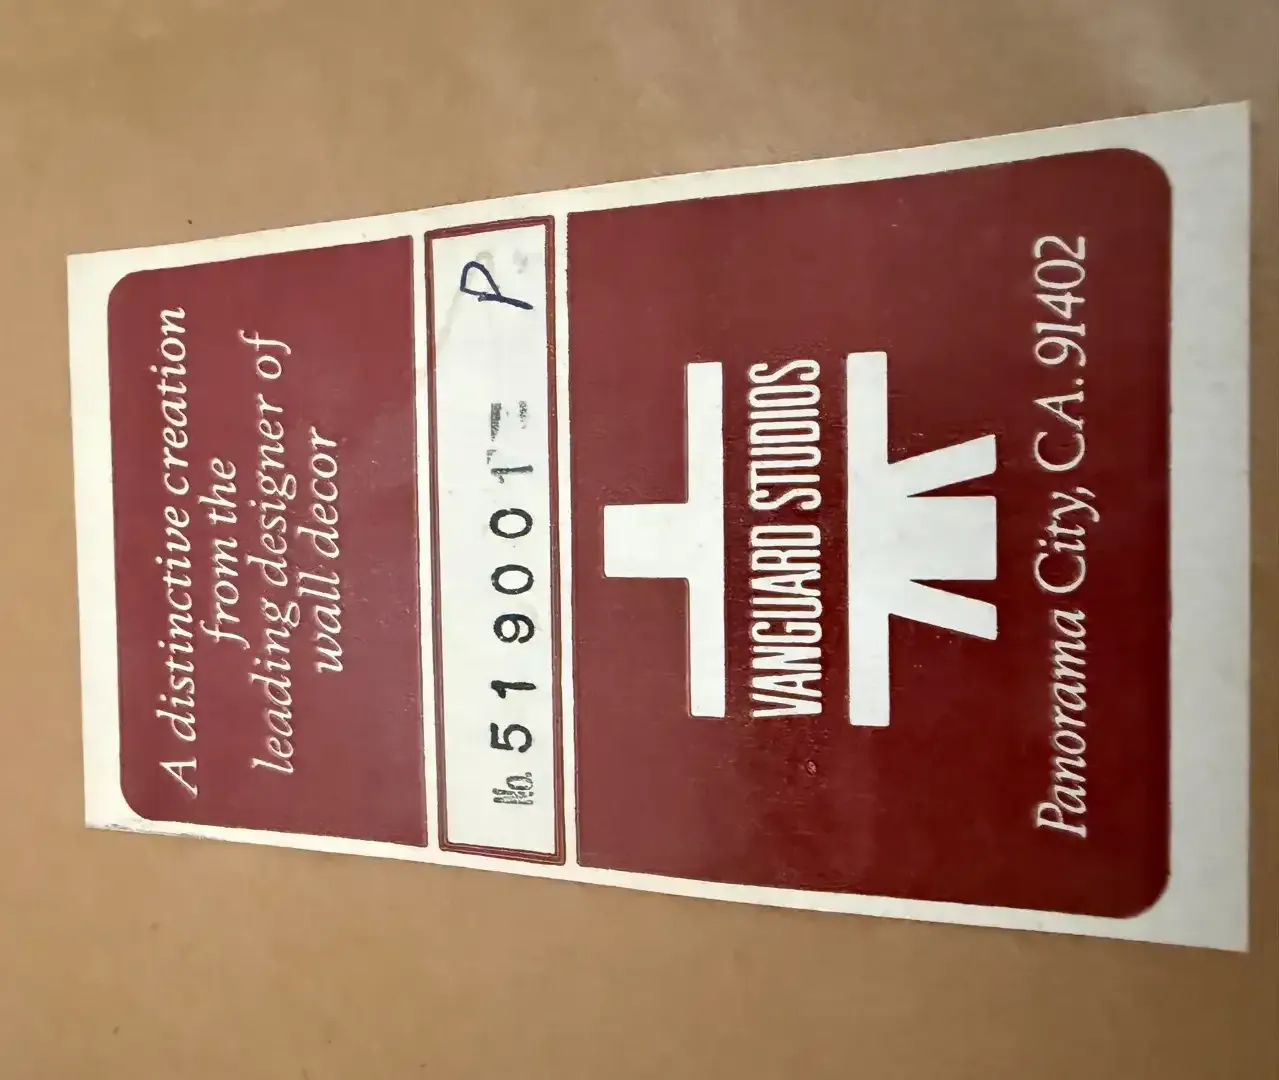 A distinctive creation
from the
leading designer of
wall decor
No. 519001 P
VANGUARD STUDIOS
Panorama City, CA. 91402